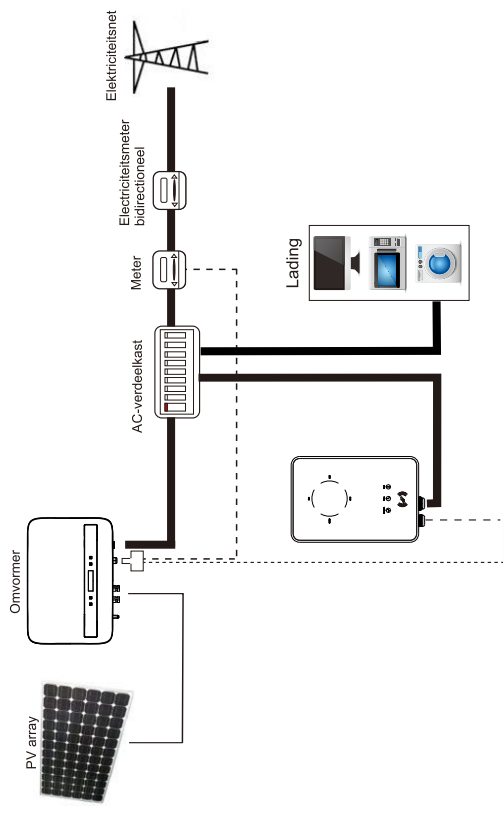 PV array
Omvormer
AC-verdeelkast
Meter
Electriciteitsmeter
bidirectioneel
Elektriciteitsnet
Lading